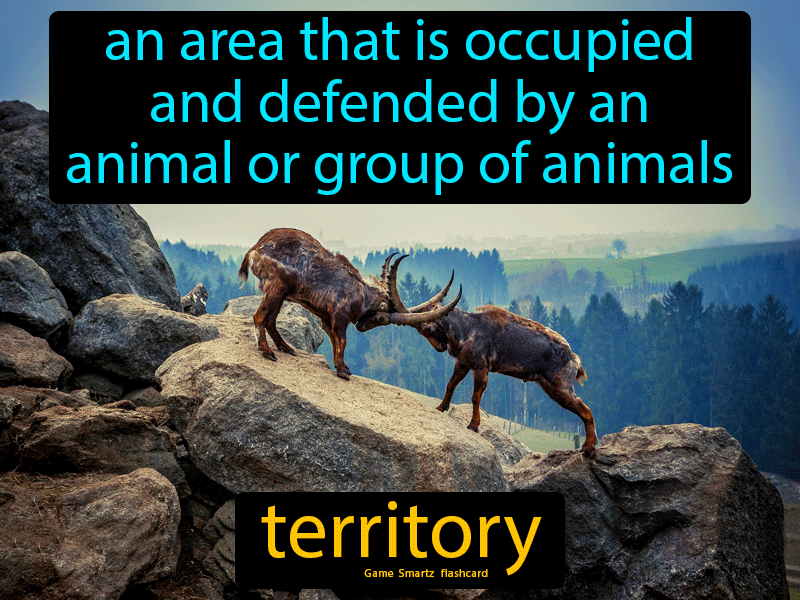 an area that is occupied
and defended by an
animal or group of animals
territory
Game Smartz flashcard